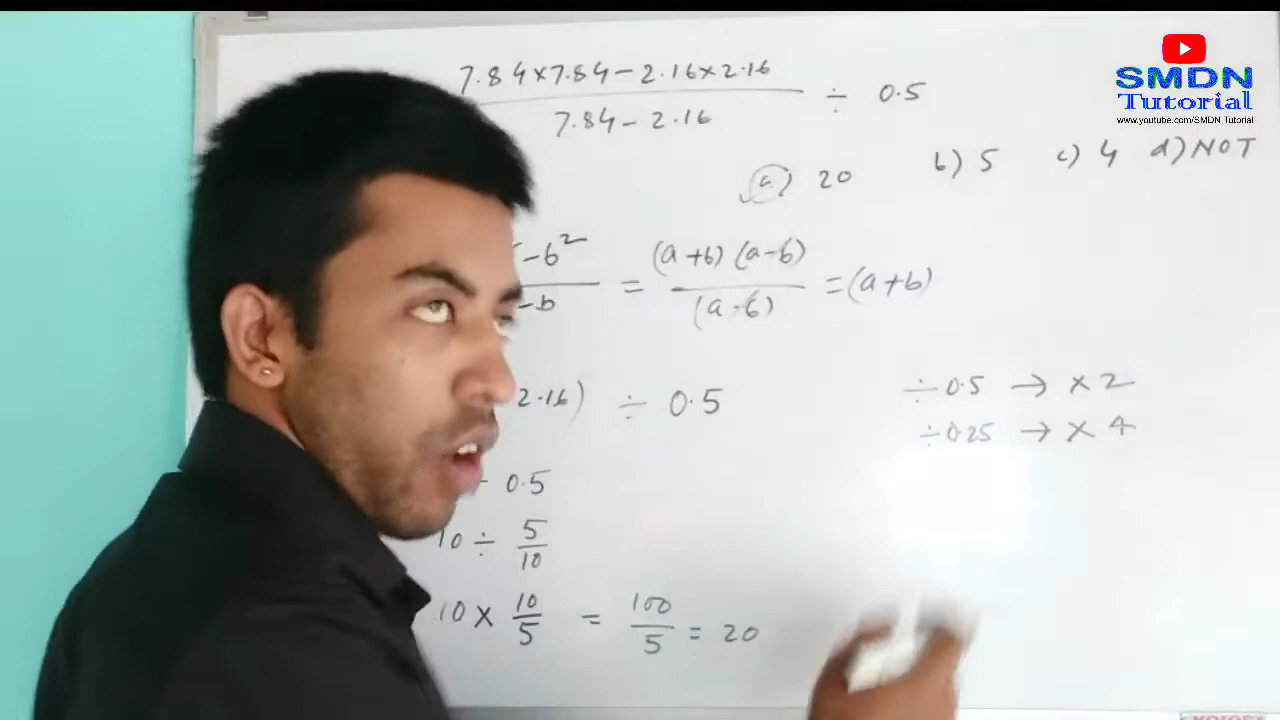 7.84×7.84 − 2.16×2.16
÷ 0.5
7.84 − 2.16
SMDN
Tutorial
www.youtube.com/SMDN Tutorial
a) 20 b) 5 c) 4 d) NOT
− b² = (a+b) (a-b) = (a+b)
− b (a-b)
2.16) ÷ 0.5
÷ 0.5 → × 2
÷ 0.25 → × 4
0.5
10 ÷ 5/10
10 × 10/5 = 100/5 = 20